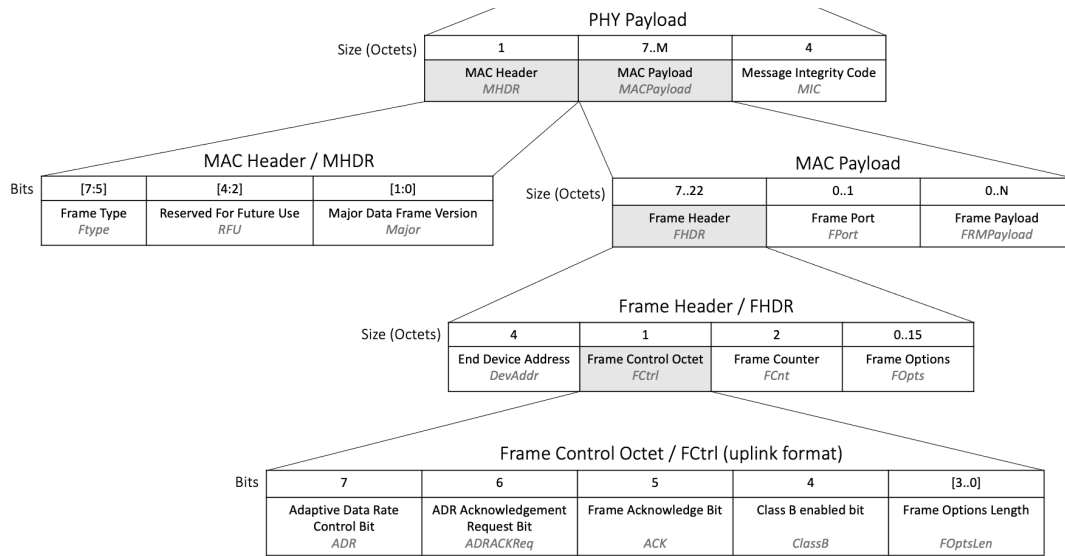 PHY Payload
Size (Octets) 1 7..M 4
MAC Header MAC Payload Message Integrity Code
MHDR MACPayload MIC
MAC Header / MHDR
Bits [7:5] [4:2] [1:0]
Frame Type Reserved For Future Use Major Data Frame Version
Ftype RFU Major
MAC Payload
Size (Octets) 7..22 0..1 0..N
Frame Header Frame Port Frame Payload
FHDR FPort FRMPayload
Frame Header / FHDR
Size (Octets) 4 1 2 0..15
End Device Address Frame Control Octet Frame Counter Frame Options
DevAddr FCtrl FCnt FOpts
Frame Control Octet / FCtrl (uplink format)
Bits 7 6 5 4 [3..0]
Adaptive Data Rate ADR Acknowledgement Frame Acknowledge Bit Class B enabled bit Frame Options Length
Control Bit Request Bit
ADR ADRACKReq ACK ClassB FOptsLen